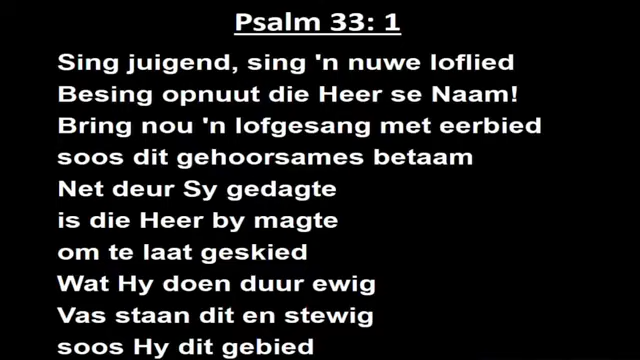 Psalm 33: 1
Sing juigend, sing 'n nuwe loflied
Besing opnuut die Heer se Naam!
Bring nou 'n lofgesang met eerbied
soos dit gehoorsames betaam
Net deur Sy gedagte
is die Heer by magte
om te laat geskied
Wat Hy doen duur ewig
Vas staan dit en stewig
soos Hy dit gebied